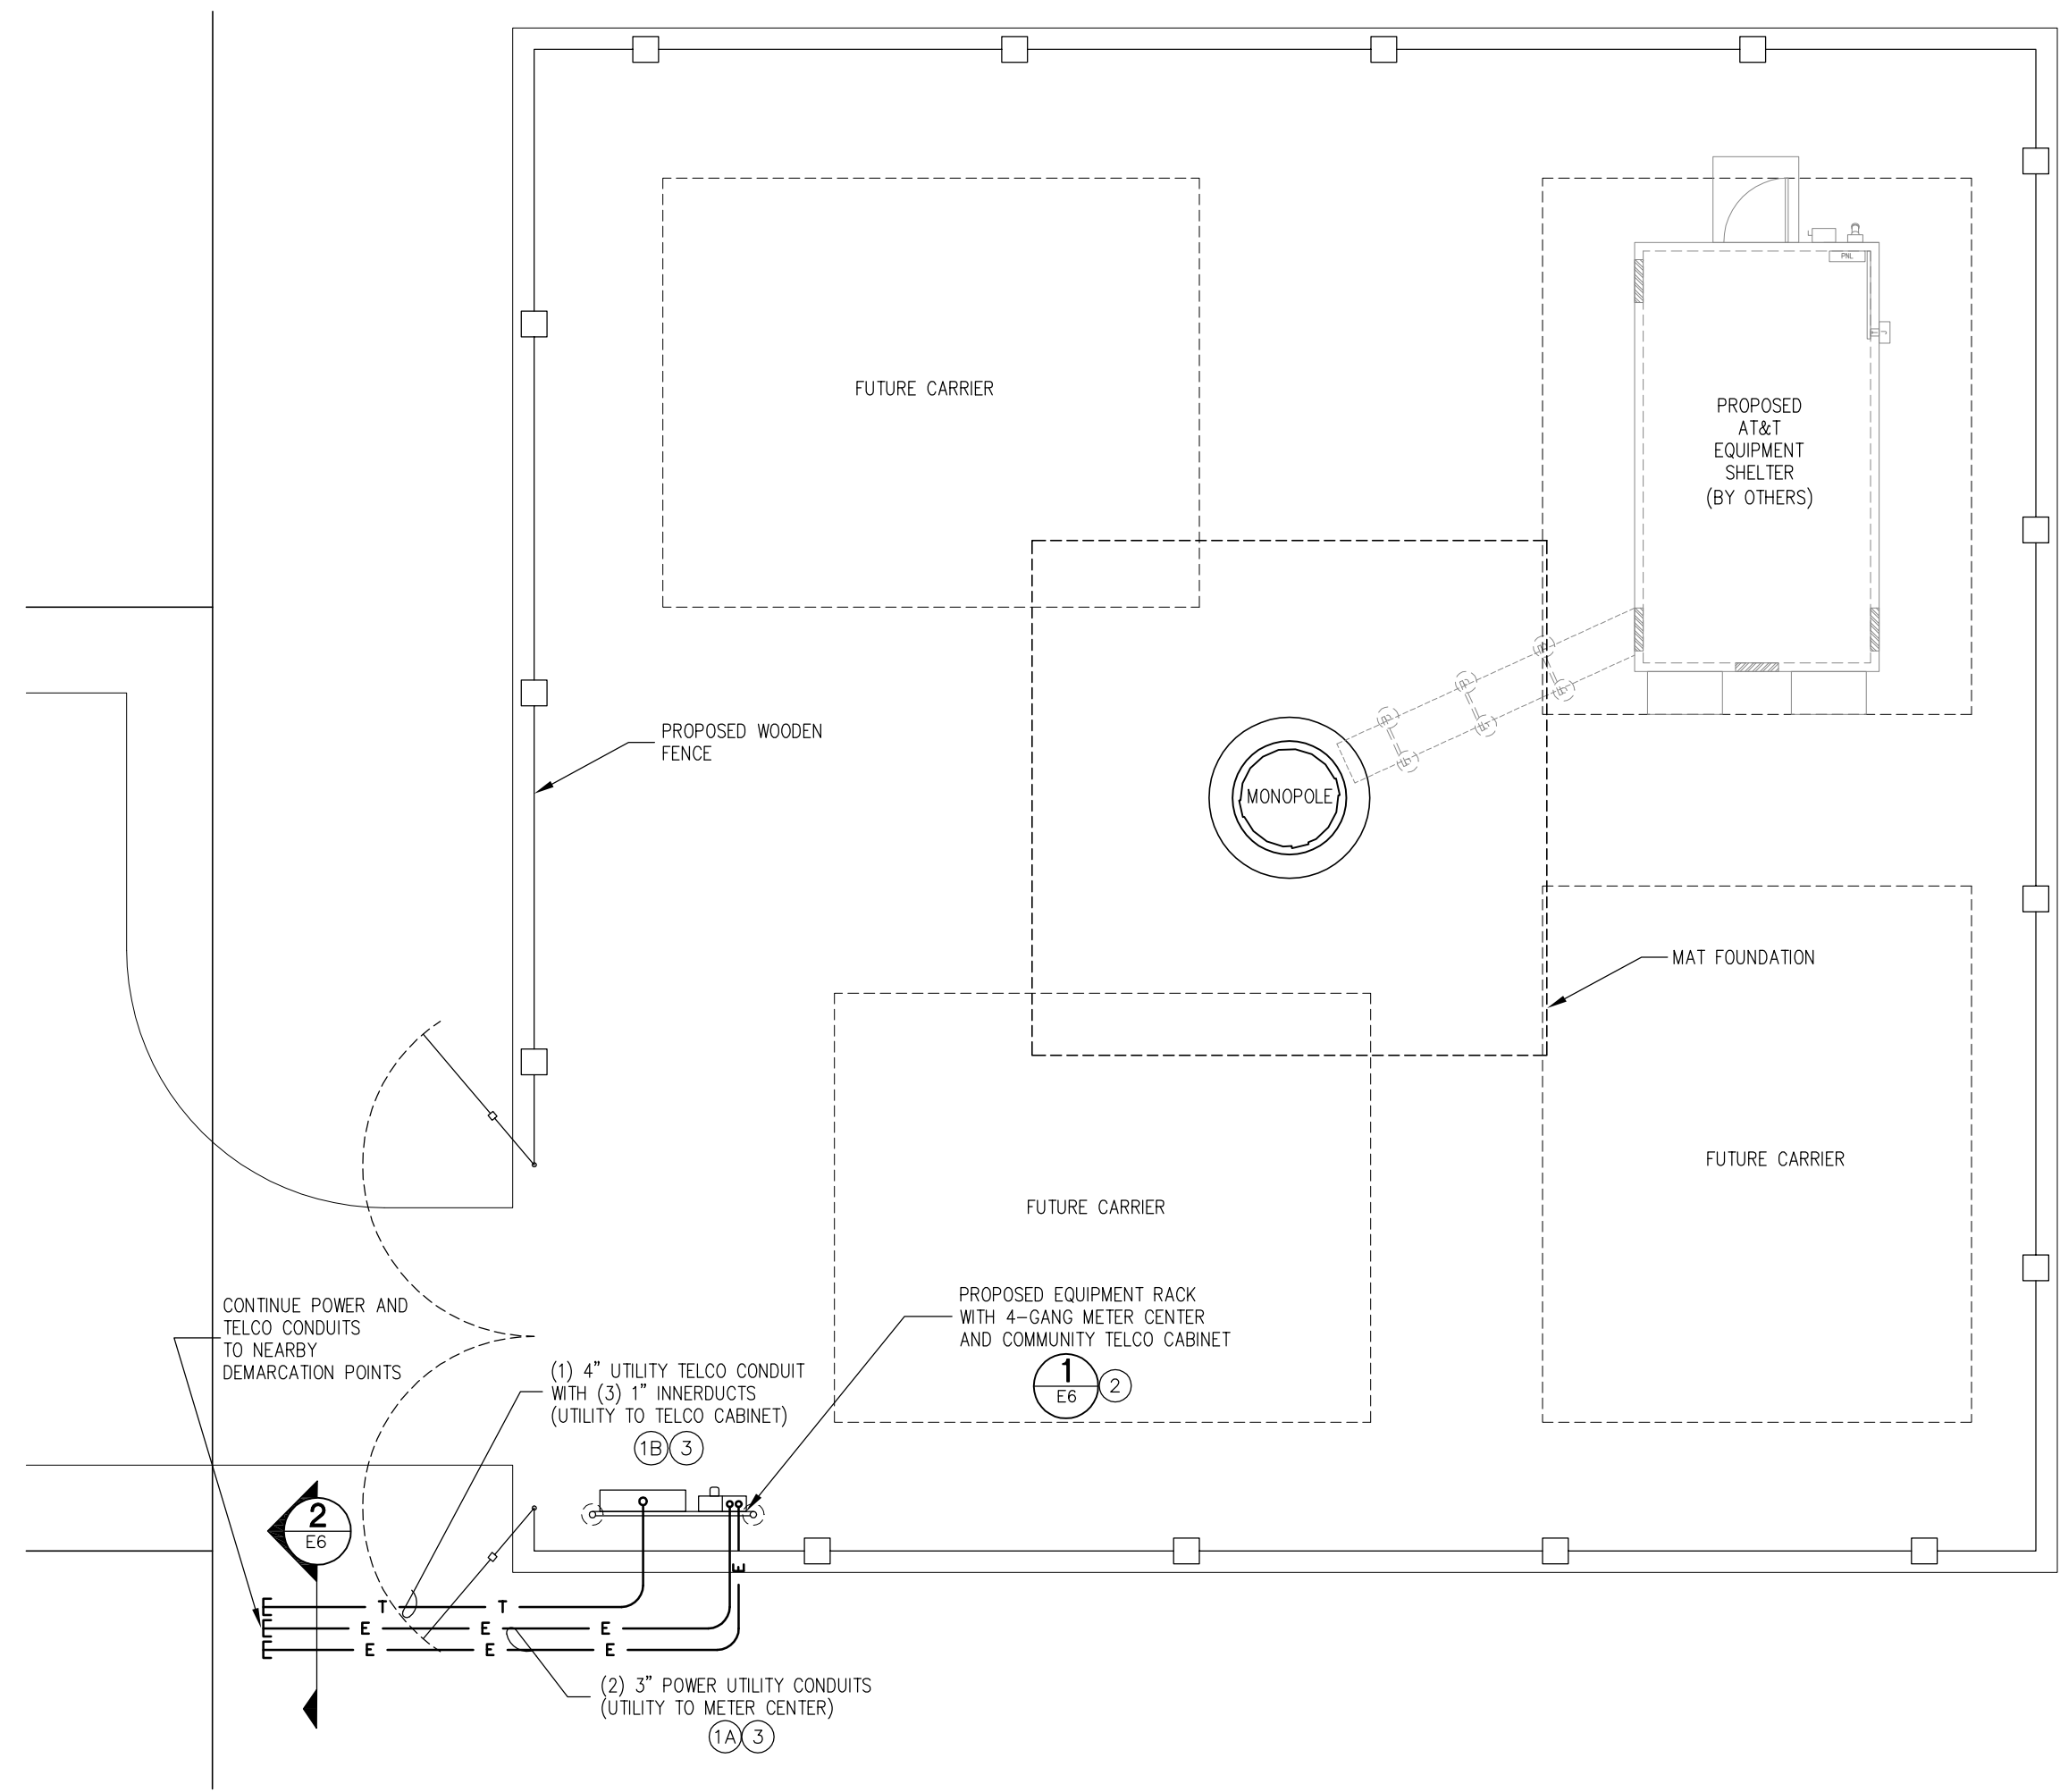 PNL
FUTURE CARRIER
PROPOSED
AT&T
EQUIPMENT
SHELTER
(BY OTHERS)
PROPOSED WOODEN
FENCE
MONOPOLE
MAT FOUNDATION
FUTURE CARRIER
FUTURE CARRIER
CONTINUE POWER AND
TELCO CONDUITS
TO NEARBY
DEMARCATION POINTS
PROPOSED EQUIPMENT RACK
WITH 4-GANG METER CENTER
AND COMMUNITY TELCO CABINET
1
E6
2
(1) 4" UTILITY TELCO CONDUIT
WITH (3) 1" INNERDUCTS
(UTILITY TO TELCO CABINET)
1B 3
2
E6
E
T T
E E E
E E E
(2) 3" POWER UTILITY CONDUITS
(UTILITY TO METER CENTER)
1A 3